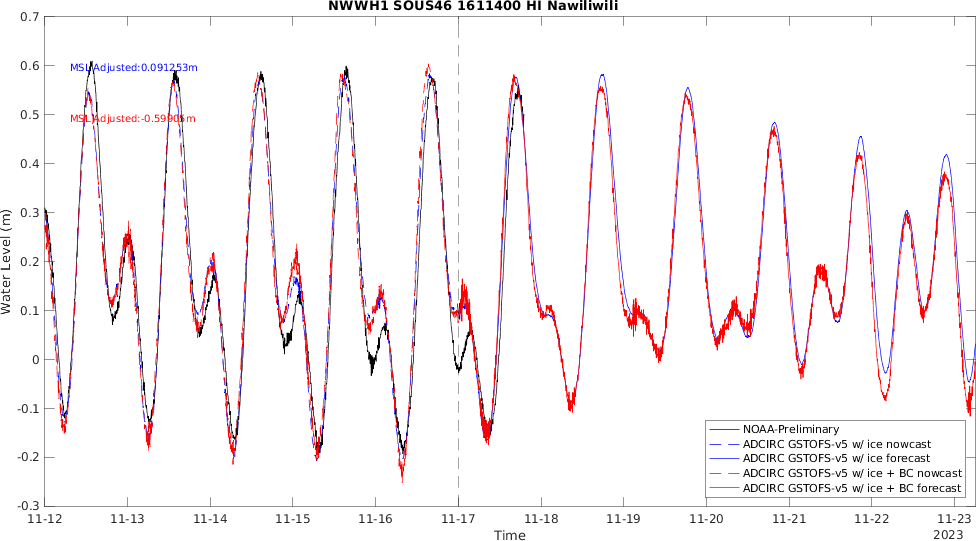 NWWH1 SOUS46 1611400 HI Nawiliwili
0.7
0.6
0.5
0.4
0.3
0.2
0.1
0
-0.1
-0.2
-0.3
Water Level (m)
MSL Adjusted:0.091253m
MSL Adjusted:-0.59905m
NOAA-Preliminary
ADCIRC GSTOFS-v5 w/ ice nowcast
ADCIRC GSTOFS-v5 w/ ice forecast
ADCIRC GSTOFS-v5 w/ ice + BC nowcast
ADCIRC GSTOFS-v5 w/ ice + BC forecast
11-12 11-13 11-14 11-15 11-16 11-17 11-18 11-19 11-20 11-21 11-22 11-23
Time
2023